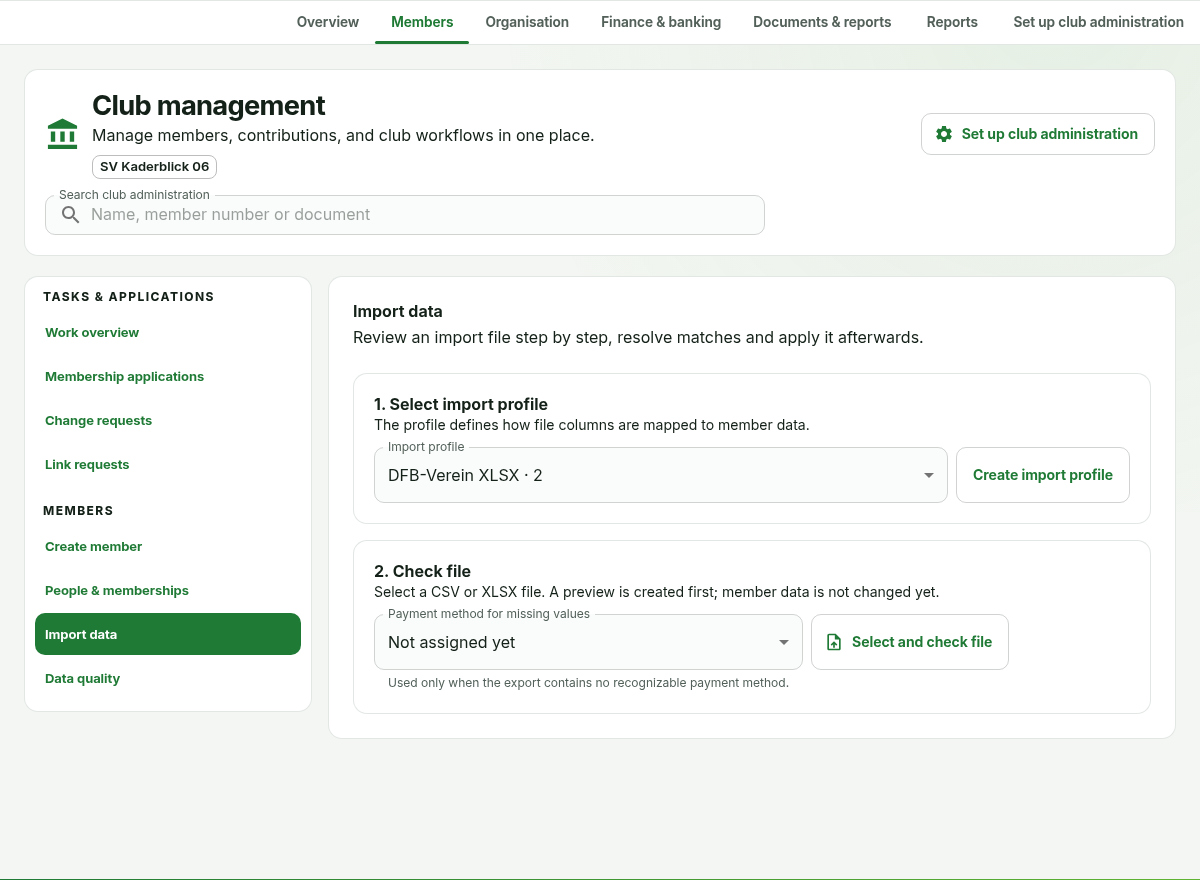 Overview Members Organisation Finance & banking Documents & reports Reports Set up club administration
Club management
Manage members, contributions, and club workflows in one place.
SV Kaderblick 06
Set up club administration
Search club administration
Name, member number or document
TASKS & APPLICATIONS
Work overview
Membership applications
Change requests
Link requests
MEMBERS
Create member
People & memberships
Import data
Data quality
Import data
Review an import file step by step, resolve matches and apply it afterwards.
1. Select import profile
The profile defines how file columns are mapped to member data.
Import profile
DFB-Verein XLSX · 2
Create import profile
2. Check file
Select a CSV or XLSX file. A preview is created first; member data is not changed yet.
Payment method for missing values
Not assigned yet
Select and check file
Used only when the export contains no recognizable payment method.